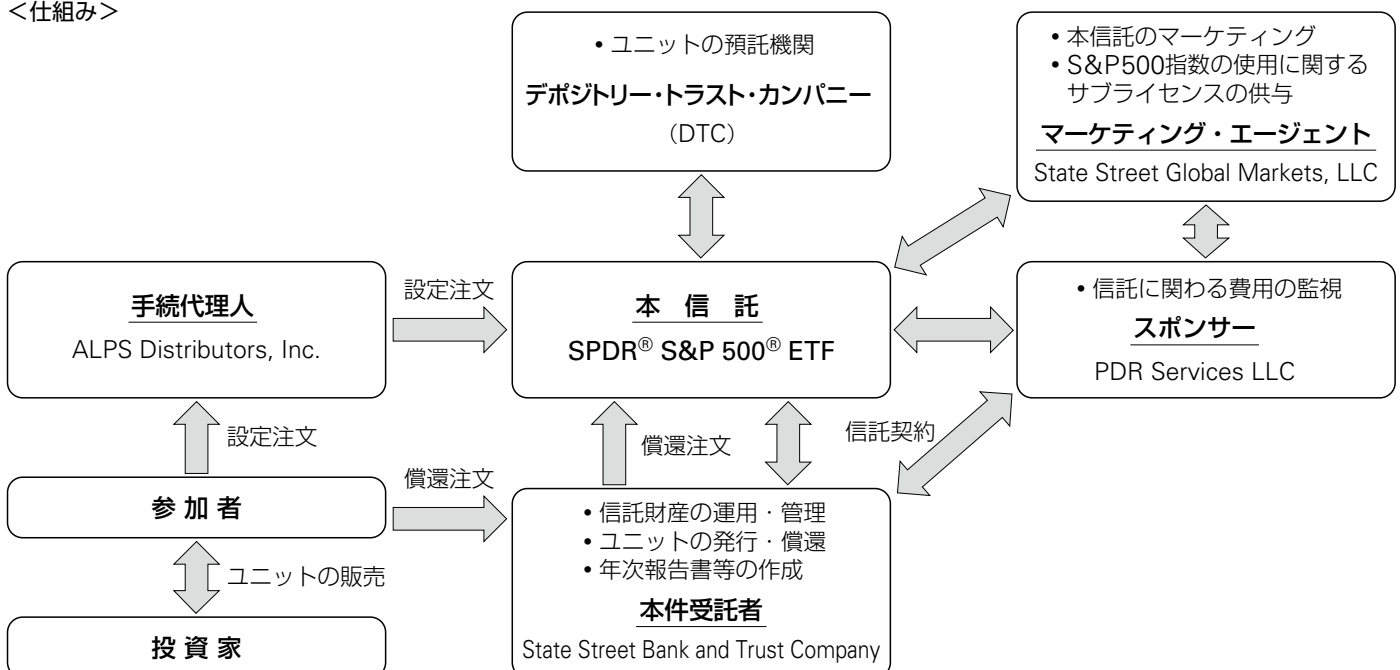 ＜仕組み＞
• ユニットの預託機関
デポジトリー・トラスト・カンパニー
（DTC）
• 本信託のマーケティング
• S&P500指数の使用に関する
サブライセンスの供与
マーケティング・エージェント
State Street Global Markets, LLC
手続代理人
ALPS Distributors, Inc.
設定注文
本 信 託
SPDR® S&P 500® ETF
• 信託に関わる費用の監視
スポンサー
PDR Services LLC
設定注文
償還注文
信託契約
参 加 者
償還注文
• 信託財産の運用・管理
• ユニットの発行・償還
• 年次報告書等の作成
本件受託者
State Street Bank and Trust Company
ユニットの販売
投 資 家